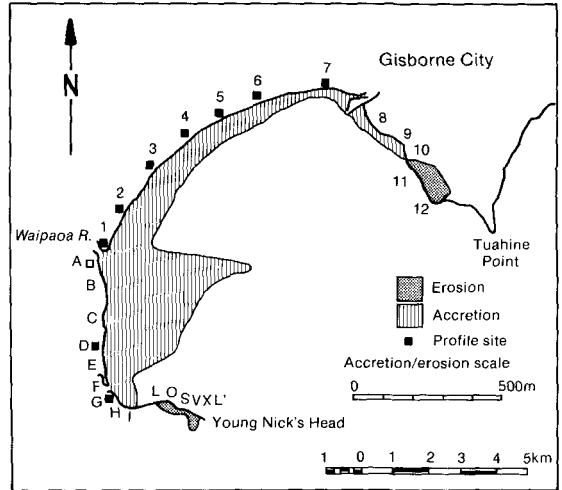 N
7
Gisborne City
6
5
8
4
9
3
10
11
2
12
1
Waipaoa R.
Tuahine
Point
A
B
Erosion
C
Accretion
D
Profile site
E
Accretion/erosion scale
F
0 500m
G
H
I
L O S V X L'
Young Nick's Head
1 0 1 2 3 4 5km